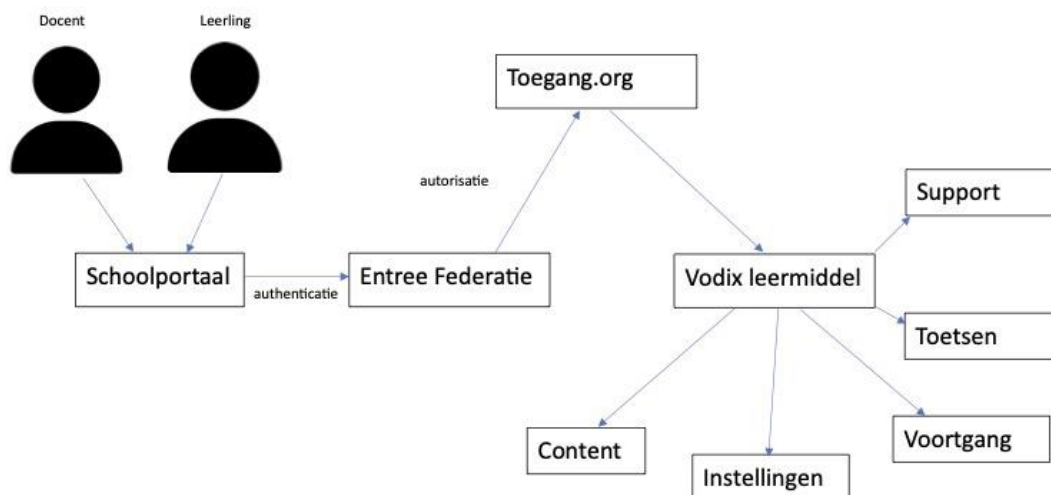 Docent
Leerling
Toegang.org
autorisatie
Support
Schoolportaal
authenticatie
Entree Federatie
Vodix leermiddel
Toetsen
Content
Instellingen
Voortgang